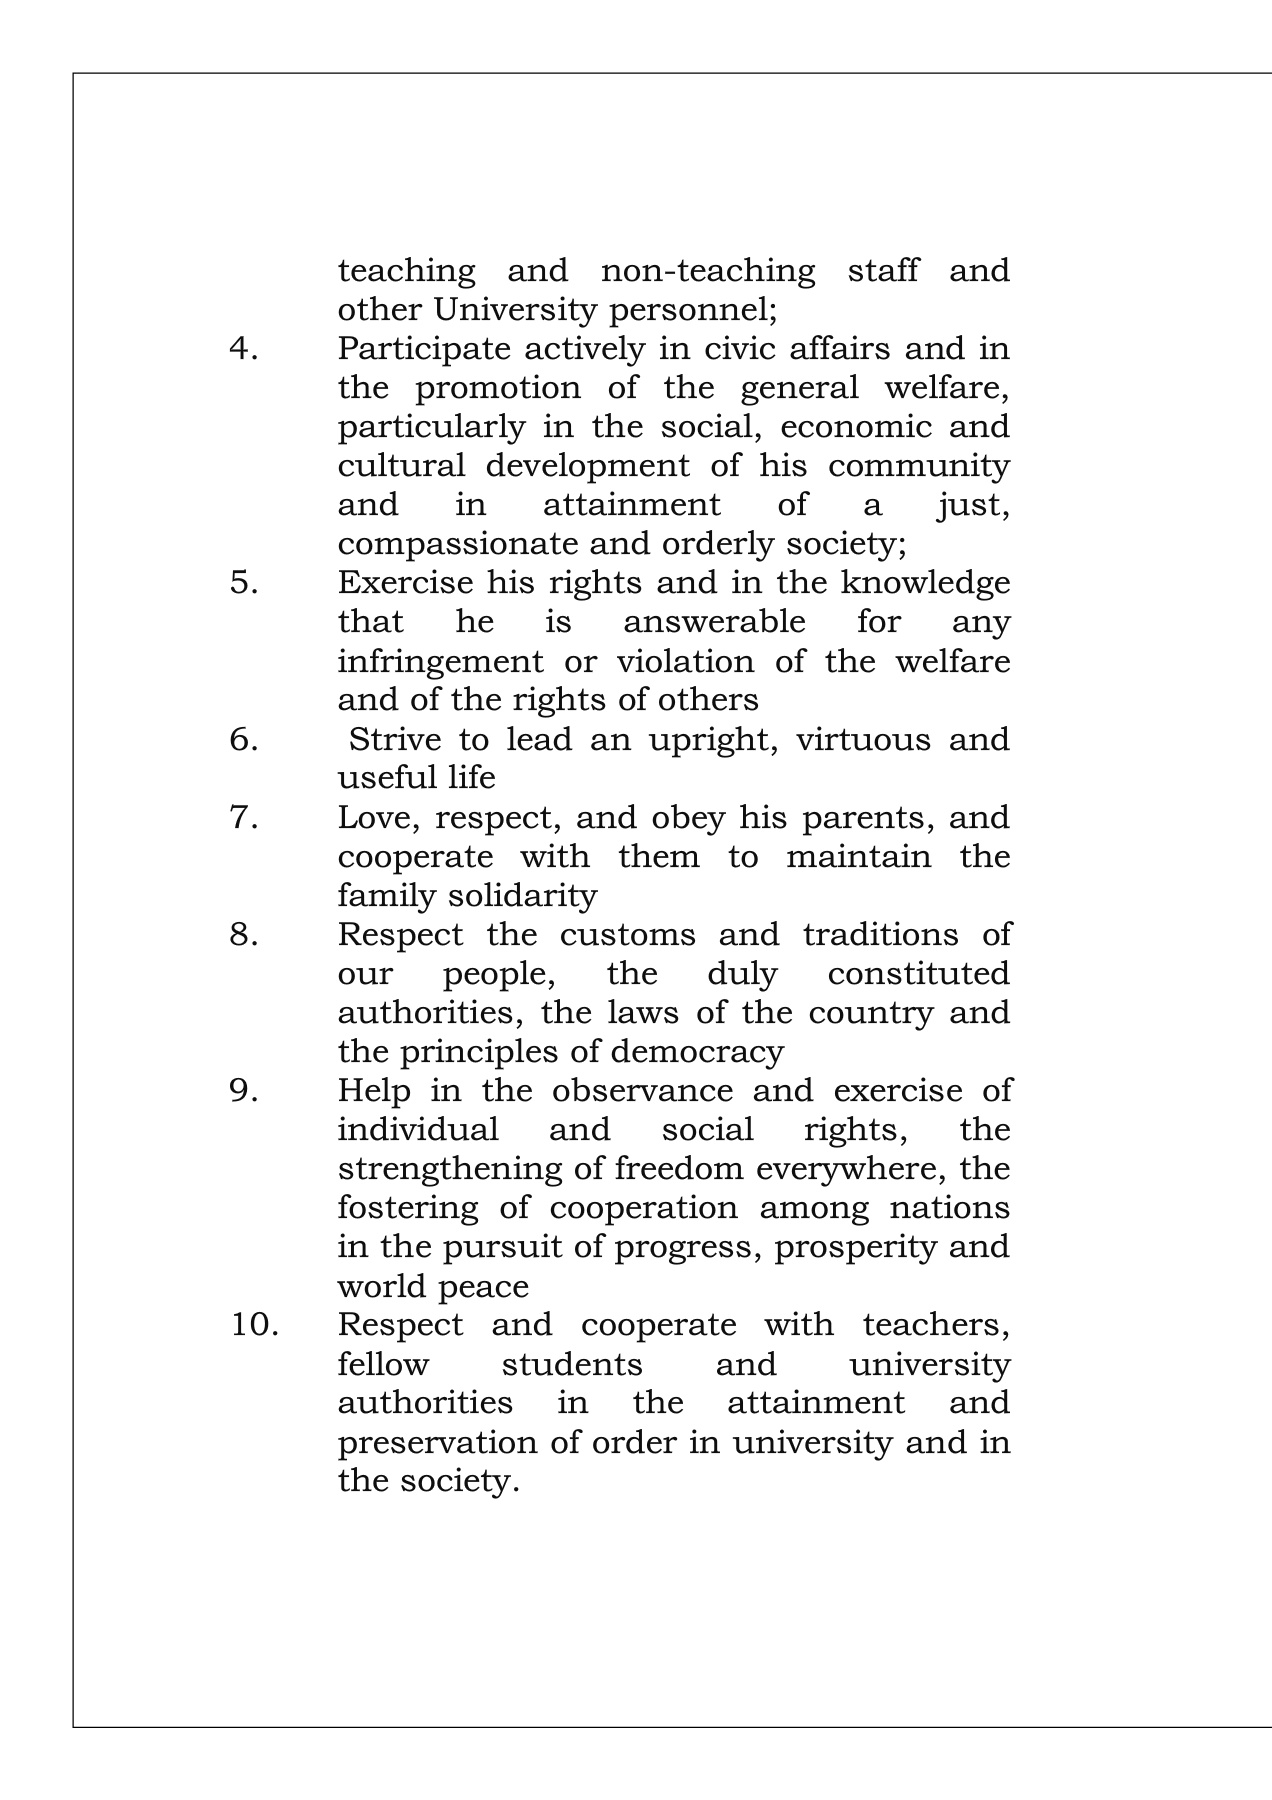 teaching and non-teaching staff and
other University personnel;
4. Participate actively in civic affairs and in
the promotion of the general welfare,
particularly in the social, economic and
cultural development of his community
and in attainment of a just,
compassionate and orderly society;
5. Exercise his rights and in the knowledge
that he is answerable for any
infringement or violation of the welfare
and of the rights of others
6. Strive to lead an upright, virtuous and
useful life
7. Love, respect, and obey his parents, and
cooperate with them to maintain the
family solidarity
8. Respect the customs and traditions of
our people, the duly constituted
authorities, the laws of the country and
the principles of democracy
9. Help in the observance and exercise of
individual and social rights, the
strengthening of freedom everywhere, the
fostering of cooperation among nations
in the pursuit of progress, prosperity and
world peace
10. Respect and cooperate with teachers,
fellow students and university
authorities in the attainment and
preservation of order in university and in
the society.